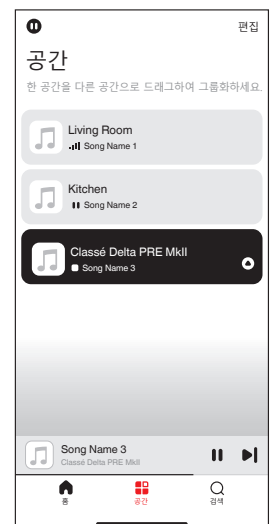 편집
공간
한 공간을 다른 공간으로 드래그하여 그룹화하세요.
Living Room
Song Name 1
Kitchen
Song Name 2
Classé Delta PRE MkII
Song Name 3
Song Name 3
Classé Delta PRE MkII
홈
공간
검색